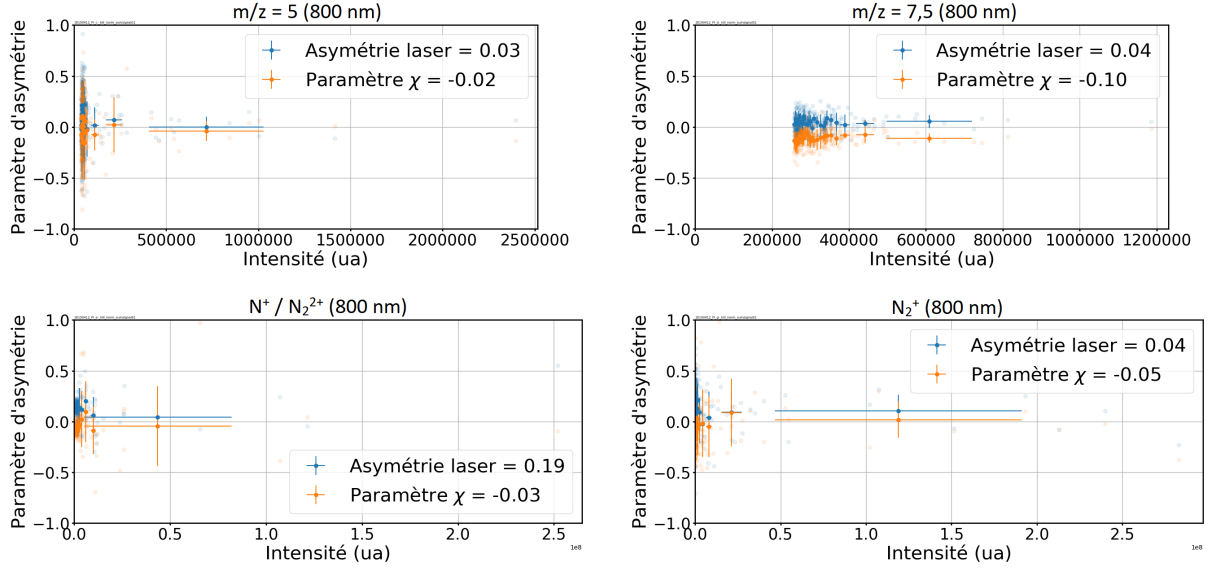 m/z = 5 (800 nm)
Paramètre d'asymétrie
1.0
0.5
0.0
−0.5
−1.0
Asymétrie laser = 0.03
Paramètre χ = -0.02
0 500000 1000000 1500000 2000000 2500000
Intensité (ua)
m/z = 7,5 (800 nm)
Paramètre d'asymétrie
1.0
0.5
0.0
−0.5
−1.0
Asymétrie laser = 0.04
Paramètre χ = -0.10
0 200000 400000 600000 800000 1000000 1200000
Intensité (ua)
N⁺ / N₂²⁺ (800 nm)
Paramètre d'asymétrie
1.0
0.5
0.0
−0.5
−1.0
Asymétrie laser = 0.19
Paramètre χ = -0.03
0.0 0.5 1.0 1.5 2.0 2.5
1e8
Intensité (ua)
N₂⁺ (800 nm)
Paramètre d'asymétrie
1.0
0.5
0.0
−0.5
−1.0
Asymétrie laser = 0.04
Paramètre χ = -0.05
0.0 0.5 1.0 1.5 2.0 2.5
1e8
Intensité (ua)